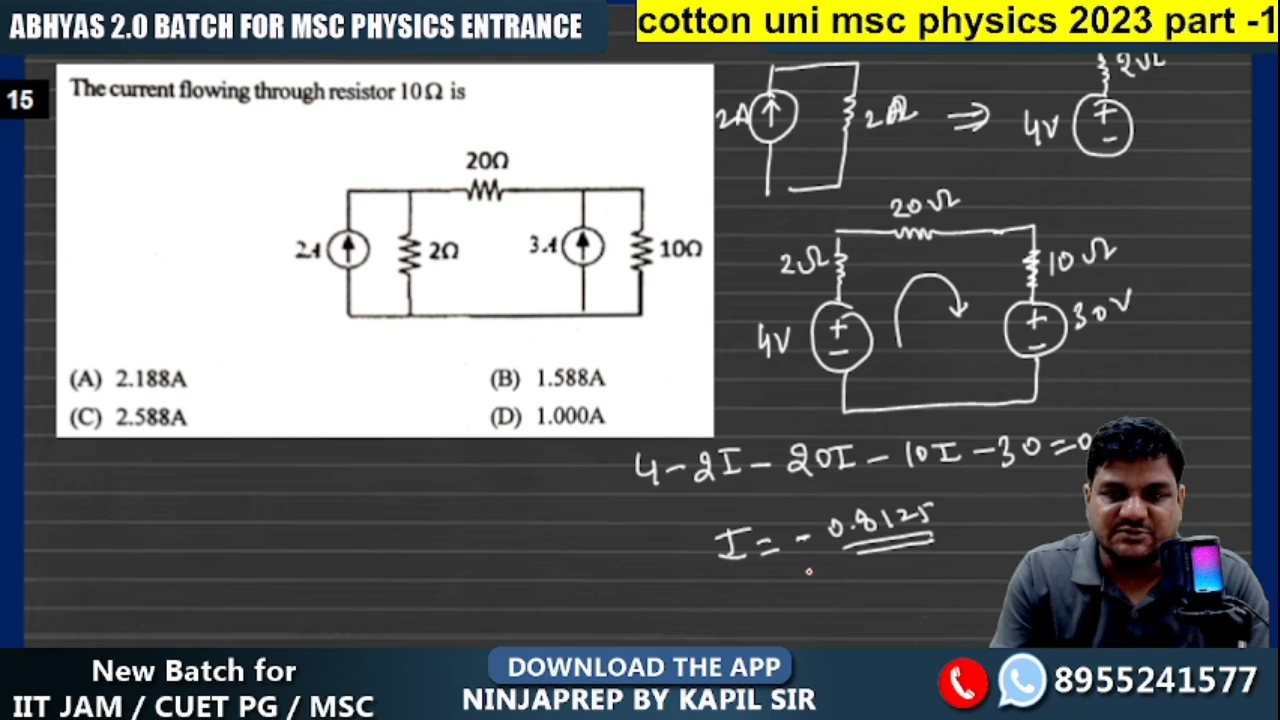 ABHYAS 2.0 BATCH FOR MSC PHYSICS ENTRANCE
cotton uni msc physics 2023 part -1
15
The current flowing through resistor 10Ω is
20Ω
2A
2Ω
3A
10Ω
(A) 2.188A
(B) 1.588A
(C) 2.588A
(D) 1.000A
2A
2Ω
⇒
4V
+
-
2Ω
20Ω
2Ω
10Ω
4V
+
-
+
-
30V
4-2I-20I-10I-30=0
I = -0.8125
New Batch for
IIT JAM / CUET PG / MSC
DOWNLOAD THE APP
NINJAPREP BY KAPIL SIR
8955241577